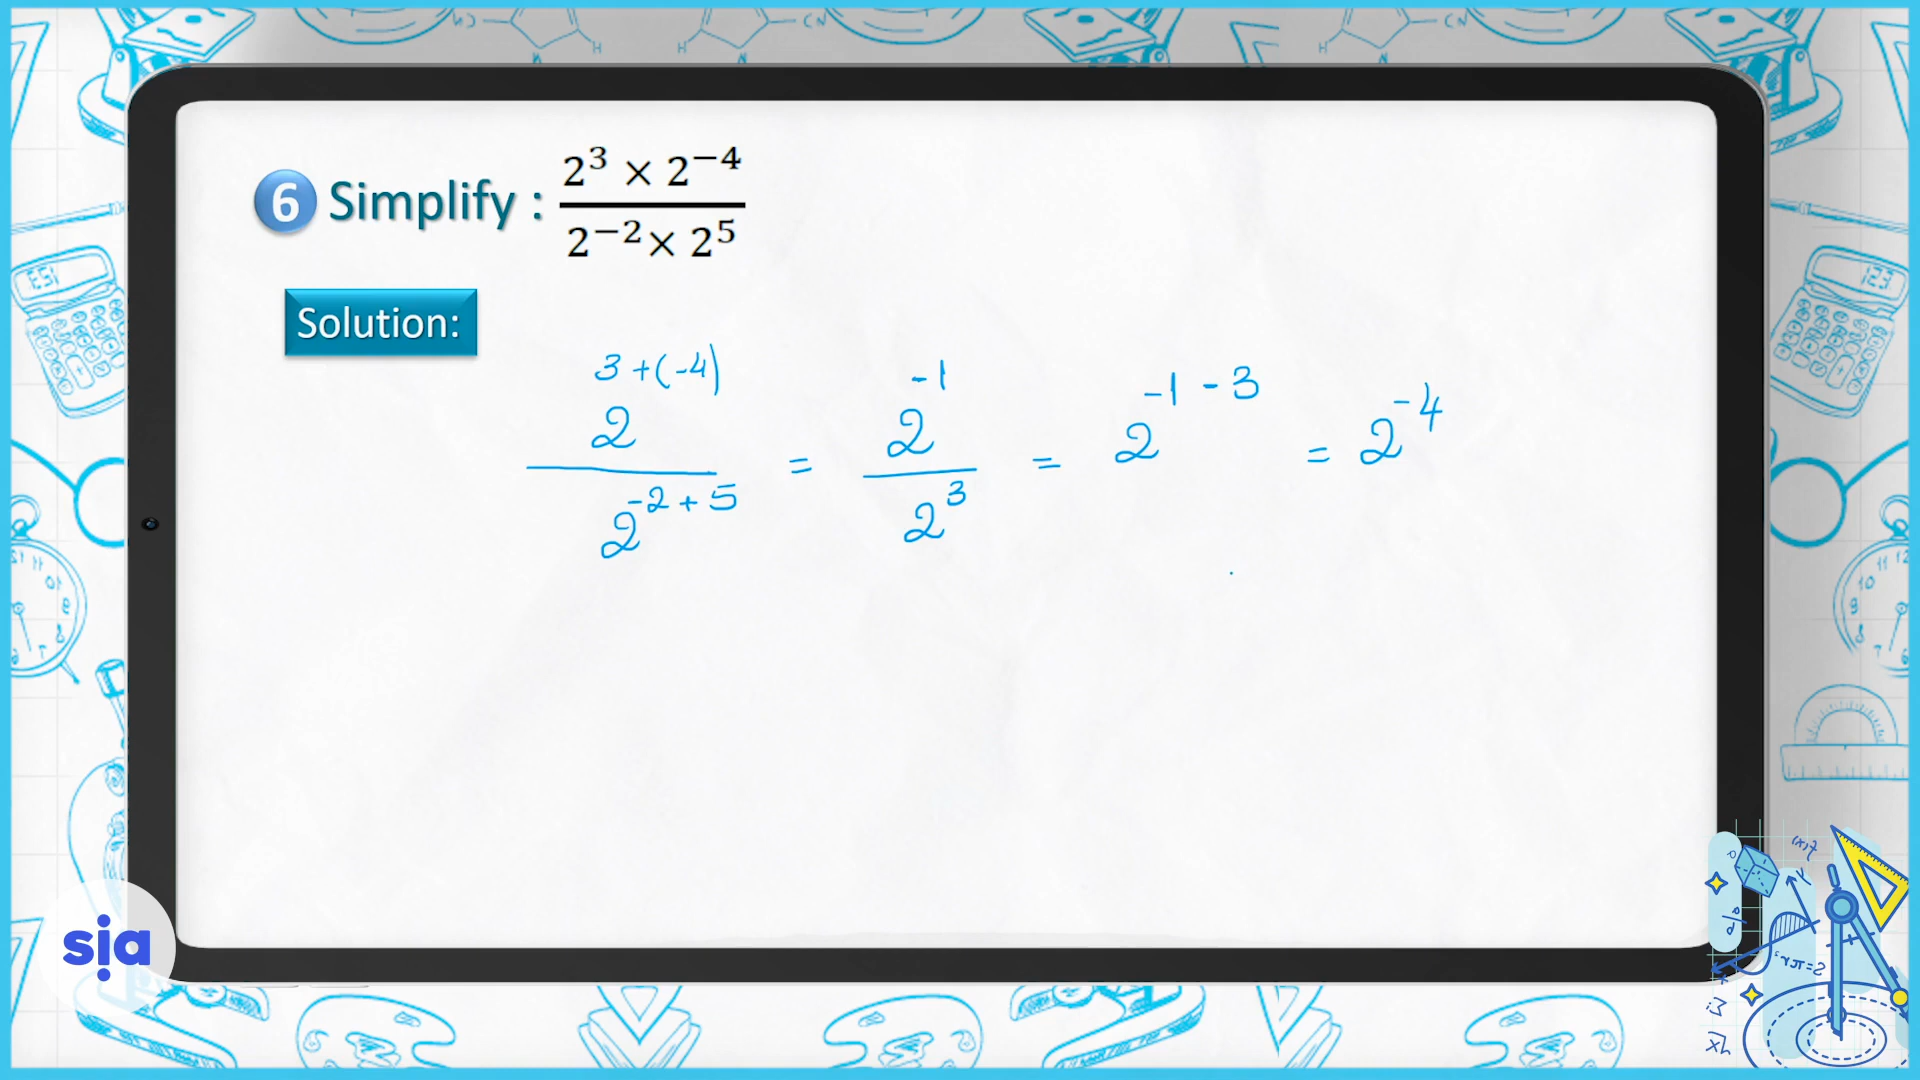 6 Simplify : (2³ × 2⁻⁴) / (2⁻² × 2⁵)
Solution:
2^(3+(-4)) / 2^(-2+5) = 2^(-1) / 2^3 = 2^(-1-3) = 2^(-4)
sia